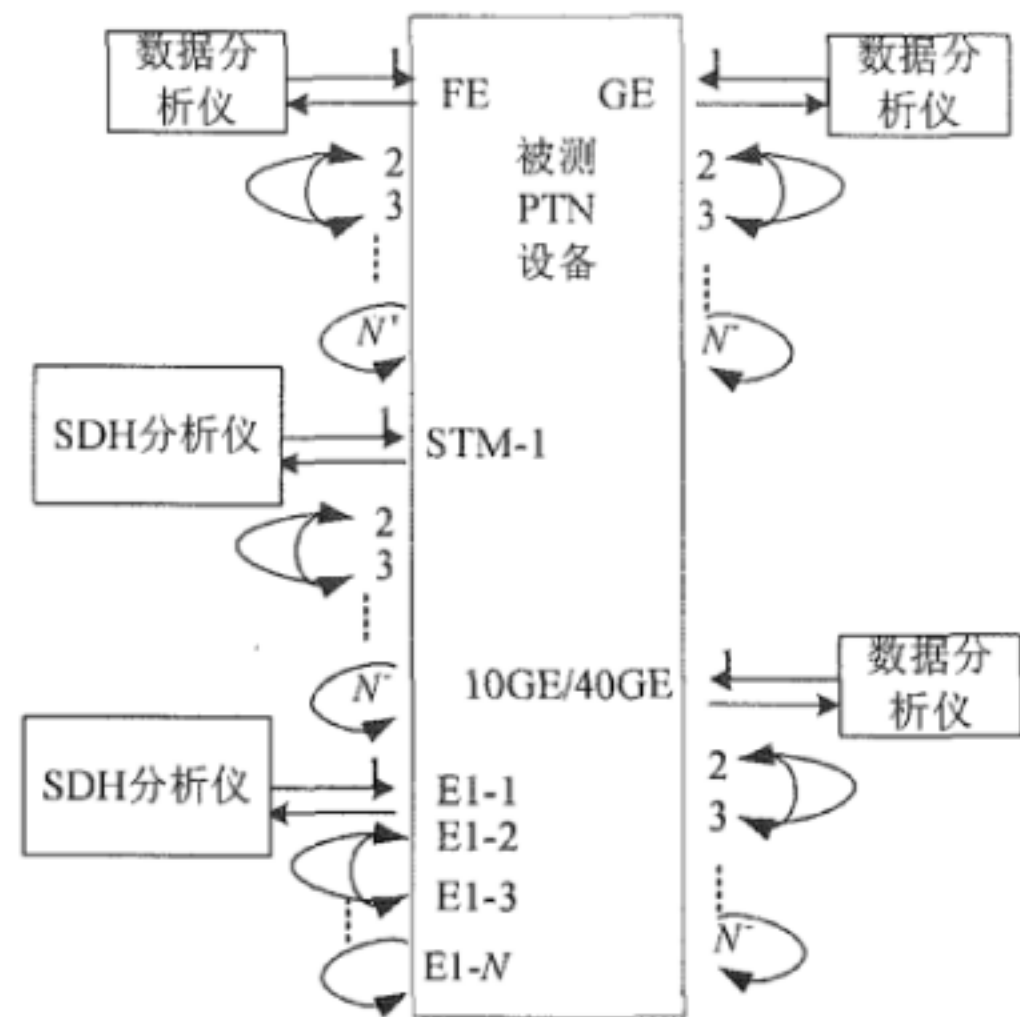 数据分
析仪
1
FE
GE
1
数据分
析仪
2
3
被测
PTN
设备
2
3
N⁺
N⁻
SDH分析仪
1
STM-1
2
3
N⁻
10GE/40GE
1
数据分
析仪
SDH分析仪
1
E1-1
E1-2
E1-3
E1-N
2
3
N⁻